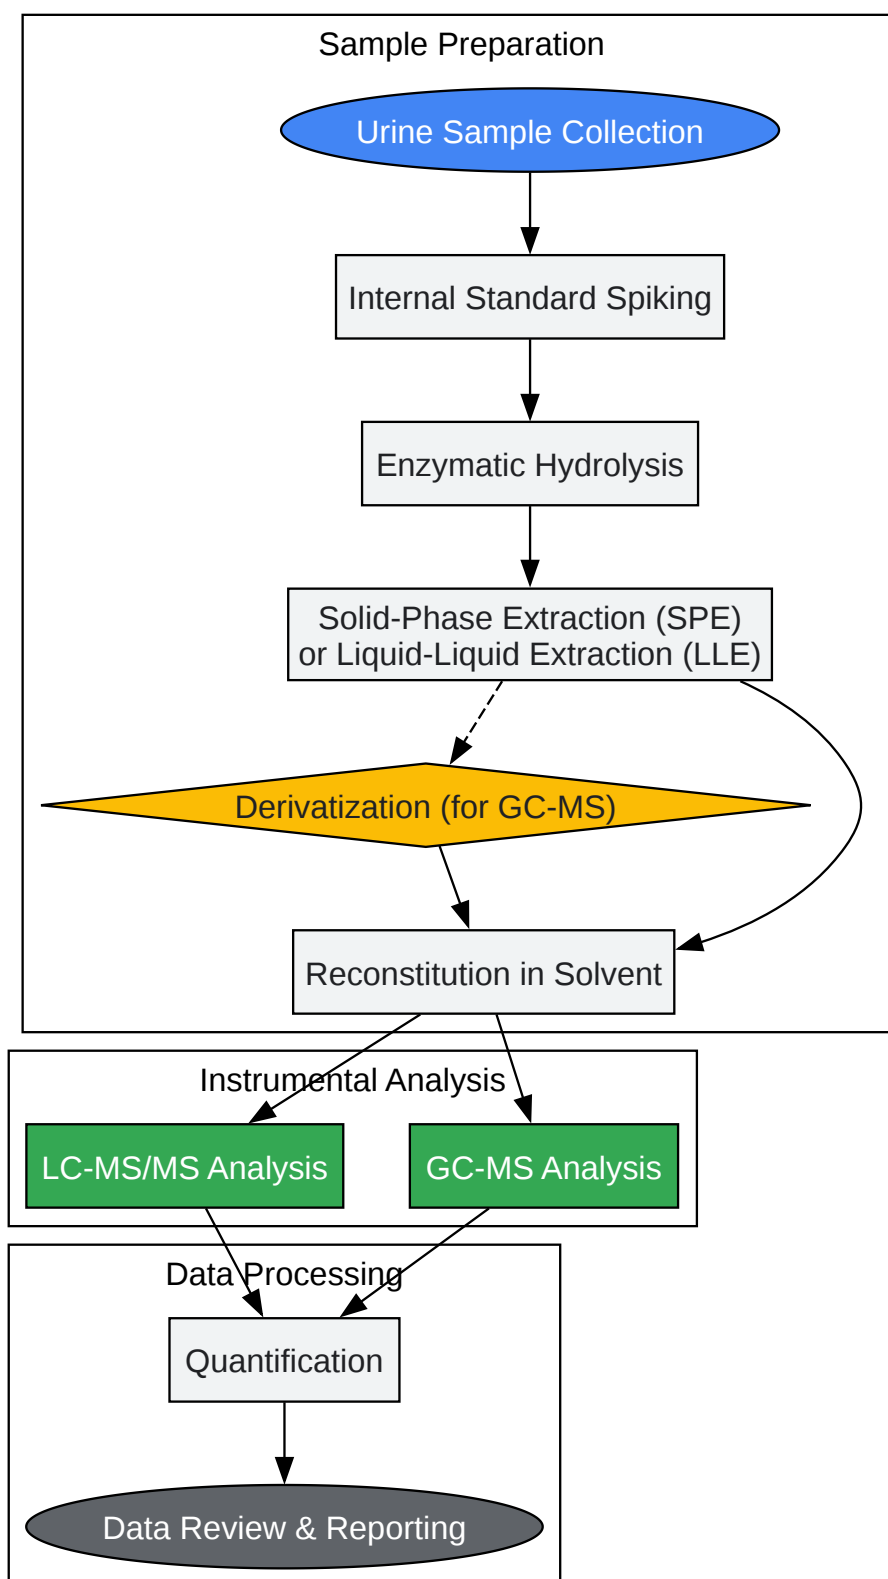 Sample Preparation
Urine Sample Collection
Internal Standard Spiking
Enzymatic Hydrolysis
Solid-Phase Extraction (SPE)
or Liquid-Liquid Extraction (LLE)
Derivatization (for GC-MS)
Reconstitution in Solvent
Instrumental Analysis
LC-MS/MS Analysis
GC-MS Analysis
Data Processing
Quantification
Data Review & Reporting